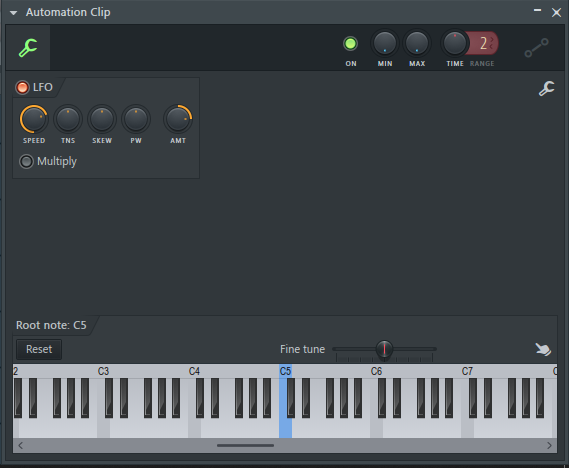 Automation Clip
2
ON MIN MAX TIME RANGE
LFO
SPEED TNS SKEW PW AMT
Multiply
Root note: C5
Reset Fine tune
2 C3 C4 C5 C6 C7 C